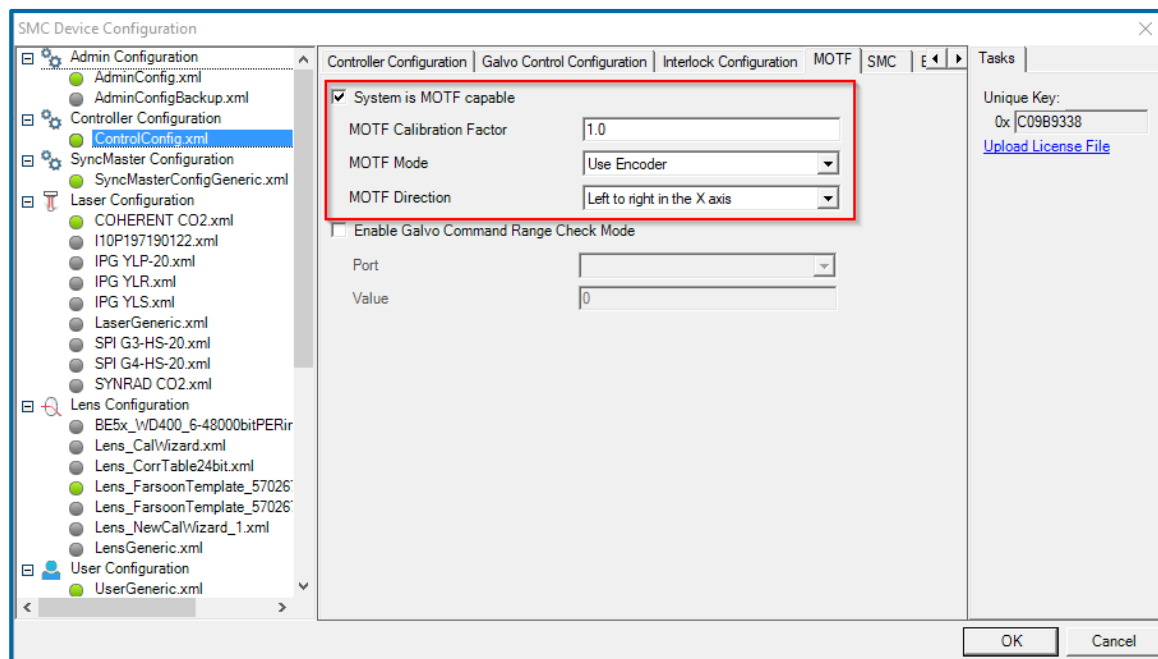 SMC Device Configuration
Admin Configuration
AdminConfig.xml
AdminConfigBackup.xml
Controller Configuration
ControlConfig.xml
SyncMaster Configuration
SyncMasterConfigGeneric.xml
Laser Configuration
COHERENT CO2.xml
I10P197190122.xml
IPG YLP-20.xml
IPG YLR.xml
IPG YLS.xml
LaserGeneric.xml
SPI G3-HS-20.xml
SPI G4-HS-20.xml
SYNRAD CO2.xml
Lens Configuration
BE5x_WD400_6-48000bitPERir
Lens_CalWizard.xml
Lens_CorrTable24bit.xml
Lens_FarsoonTemplate_57026
Lens_FarsoonTemplate_57026
Lens_NewCalWizard_1.xml
LensGeneric.xml
User Configuration
UserGeneric.xml
Controller Configuration Galvo Control Configuration Interlock Configuration MOTF SMC
System is MOTF capable
MOTF Calibration Factor 1.0
MOTF Mode Use Encoder
MOTF Direction Left to right in the X axis
Enable Galvo Command Range Check Mode
Port
Value 0
Tasks
Unique Key:
0x C09B9338
Upload License File
OK Cancel